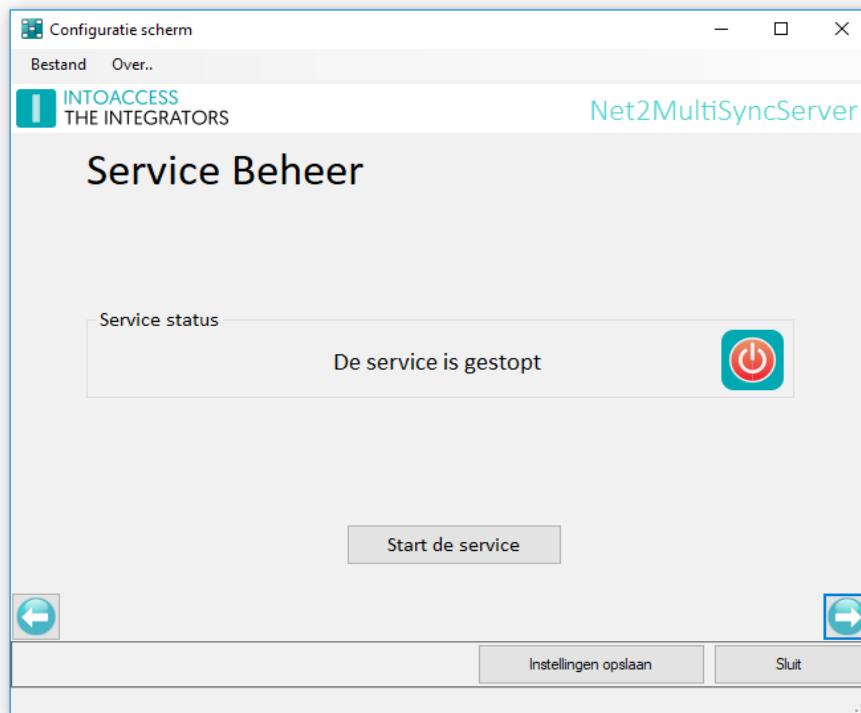 Configuratie scherm
Bestand Over..
INTOACCESS
THE INTEGRATORS
Net2MultiSyncServer
Service Beheer
Service status
De service is gestopt
Start de service
Instellingen opslaan Sluit